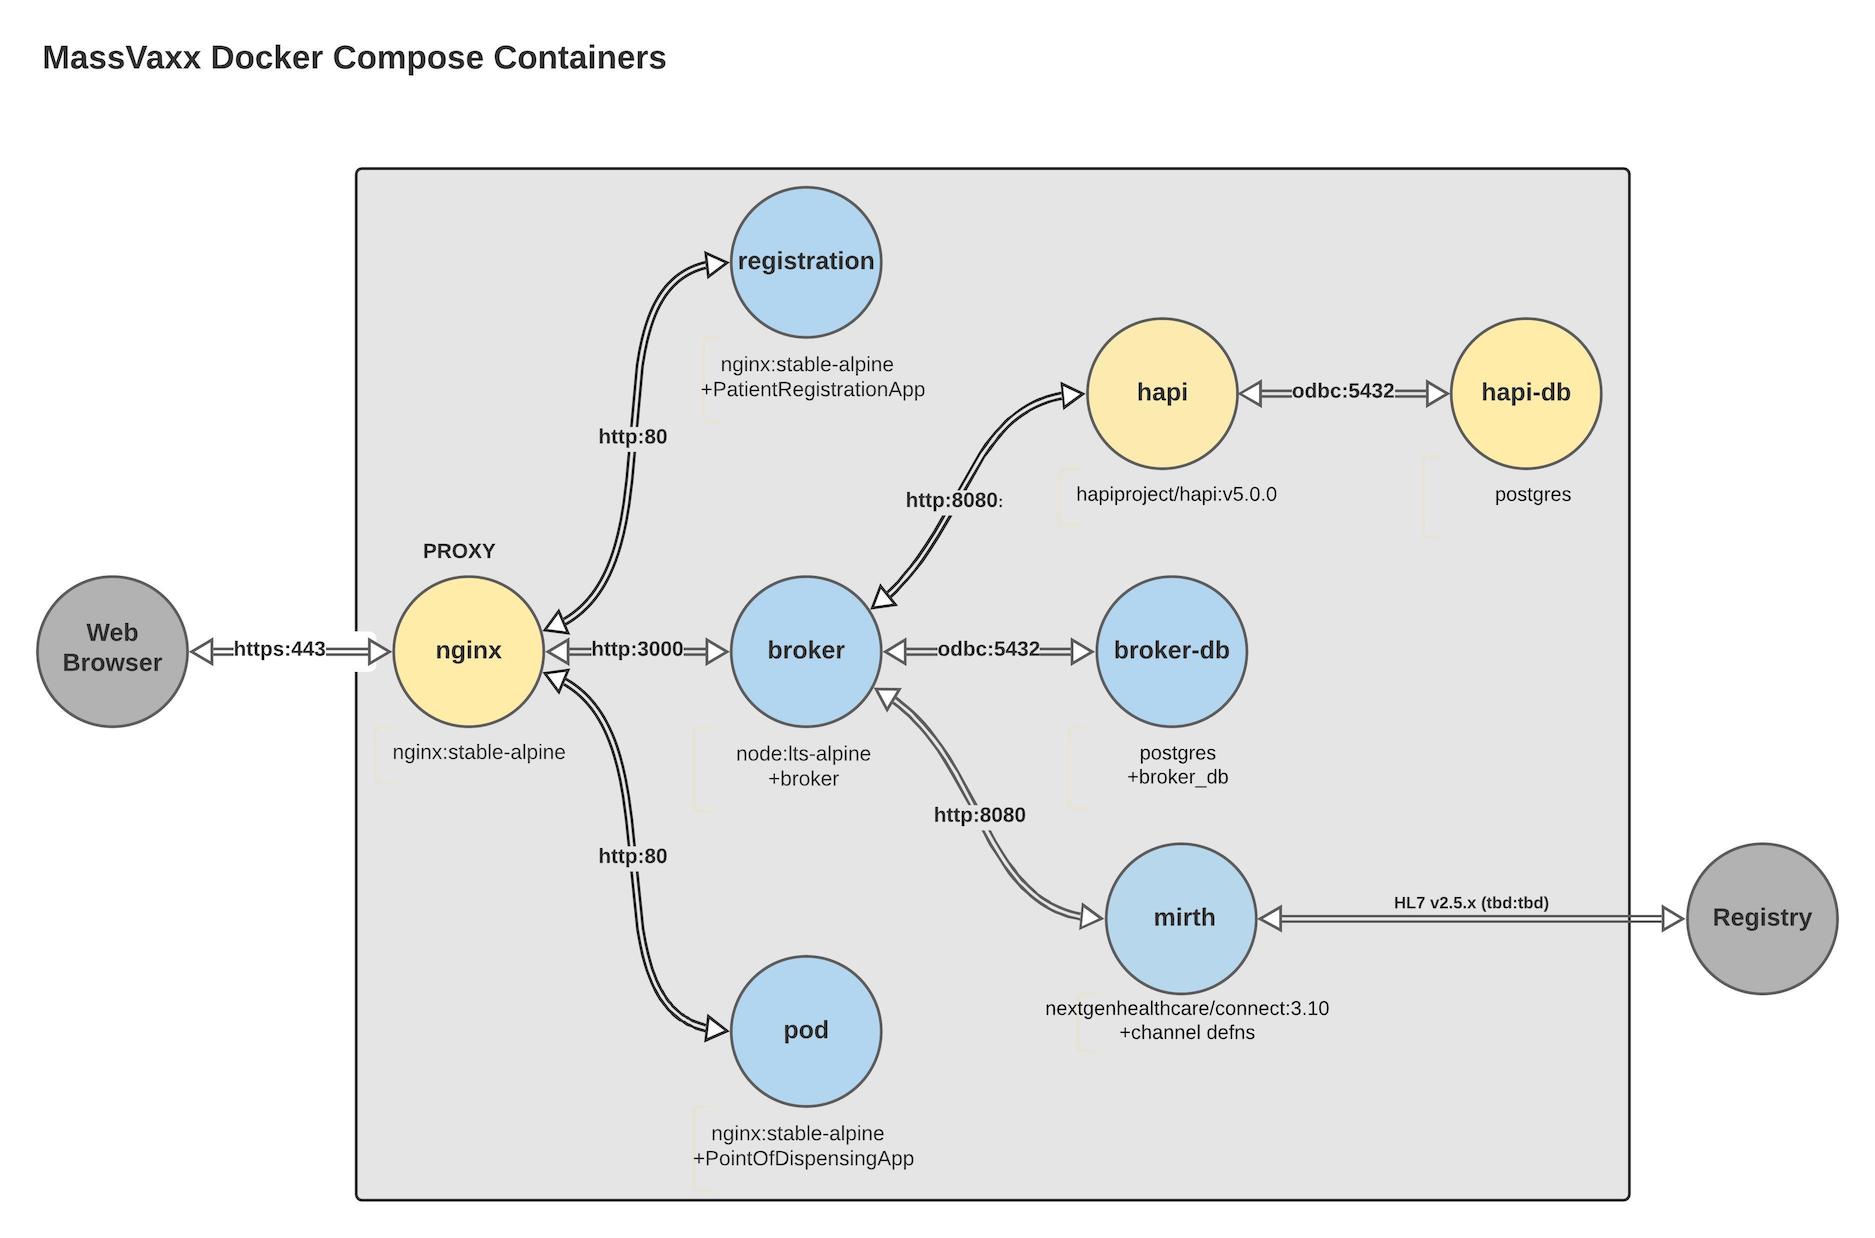 MassVaxx Docker Compose Containers
registration
nginx:stable-alpine
+PatientRegistrationApp
http:80
hapi
odbc:5432
hapi-db
hapiproject/hapi:v5.0.0
postgres
http:8080:
PROXY
Web
Browser
https:443
nginx
http:3000
broker
odbc:5432
broker-db
nginx:stable-alpine
node:lts-alpine
+broker
postgres
+broker_db
http:8080
http:80
mirth
HL7 v2.5.x (tbd:tbd)
Registry
nextgenhealthcare/connect:3.10
+channel defns
pod
nginx:stable-alpine
+PointOfDispensingApp